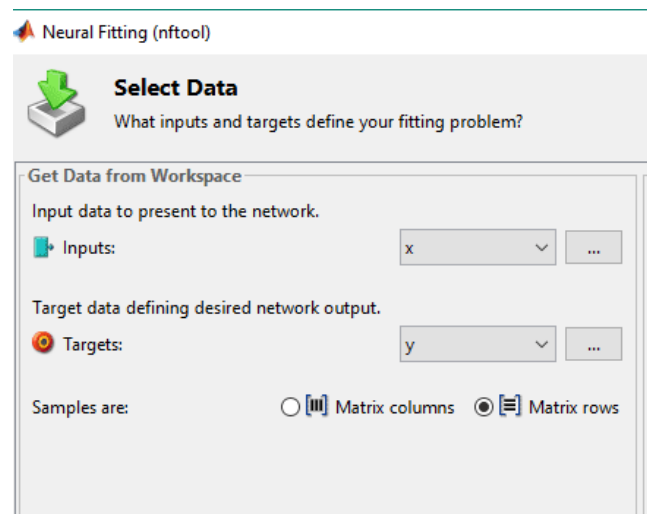 Neural Fitting (nftool)
Select Data
What inputs and targets define your fitting problem?
Get Data from Workspace
Input data to present to the network.
Inputs: x ...
Target data defining desired network output.
Targets: y ...
Samples are: Matrix columns Matrix rows